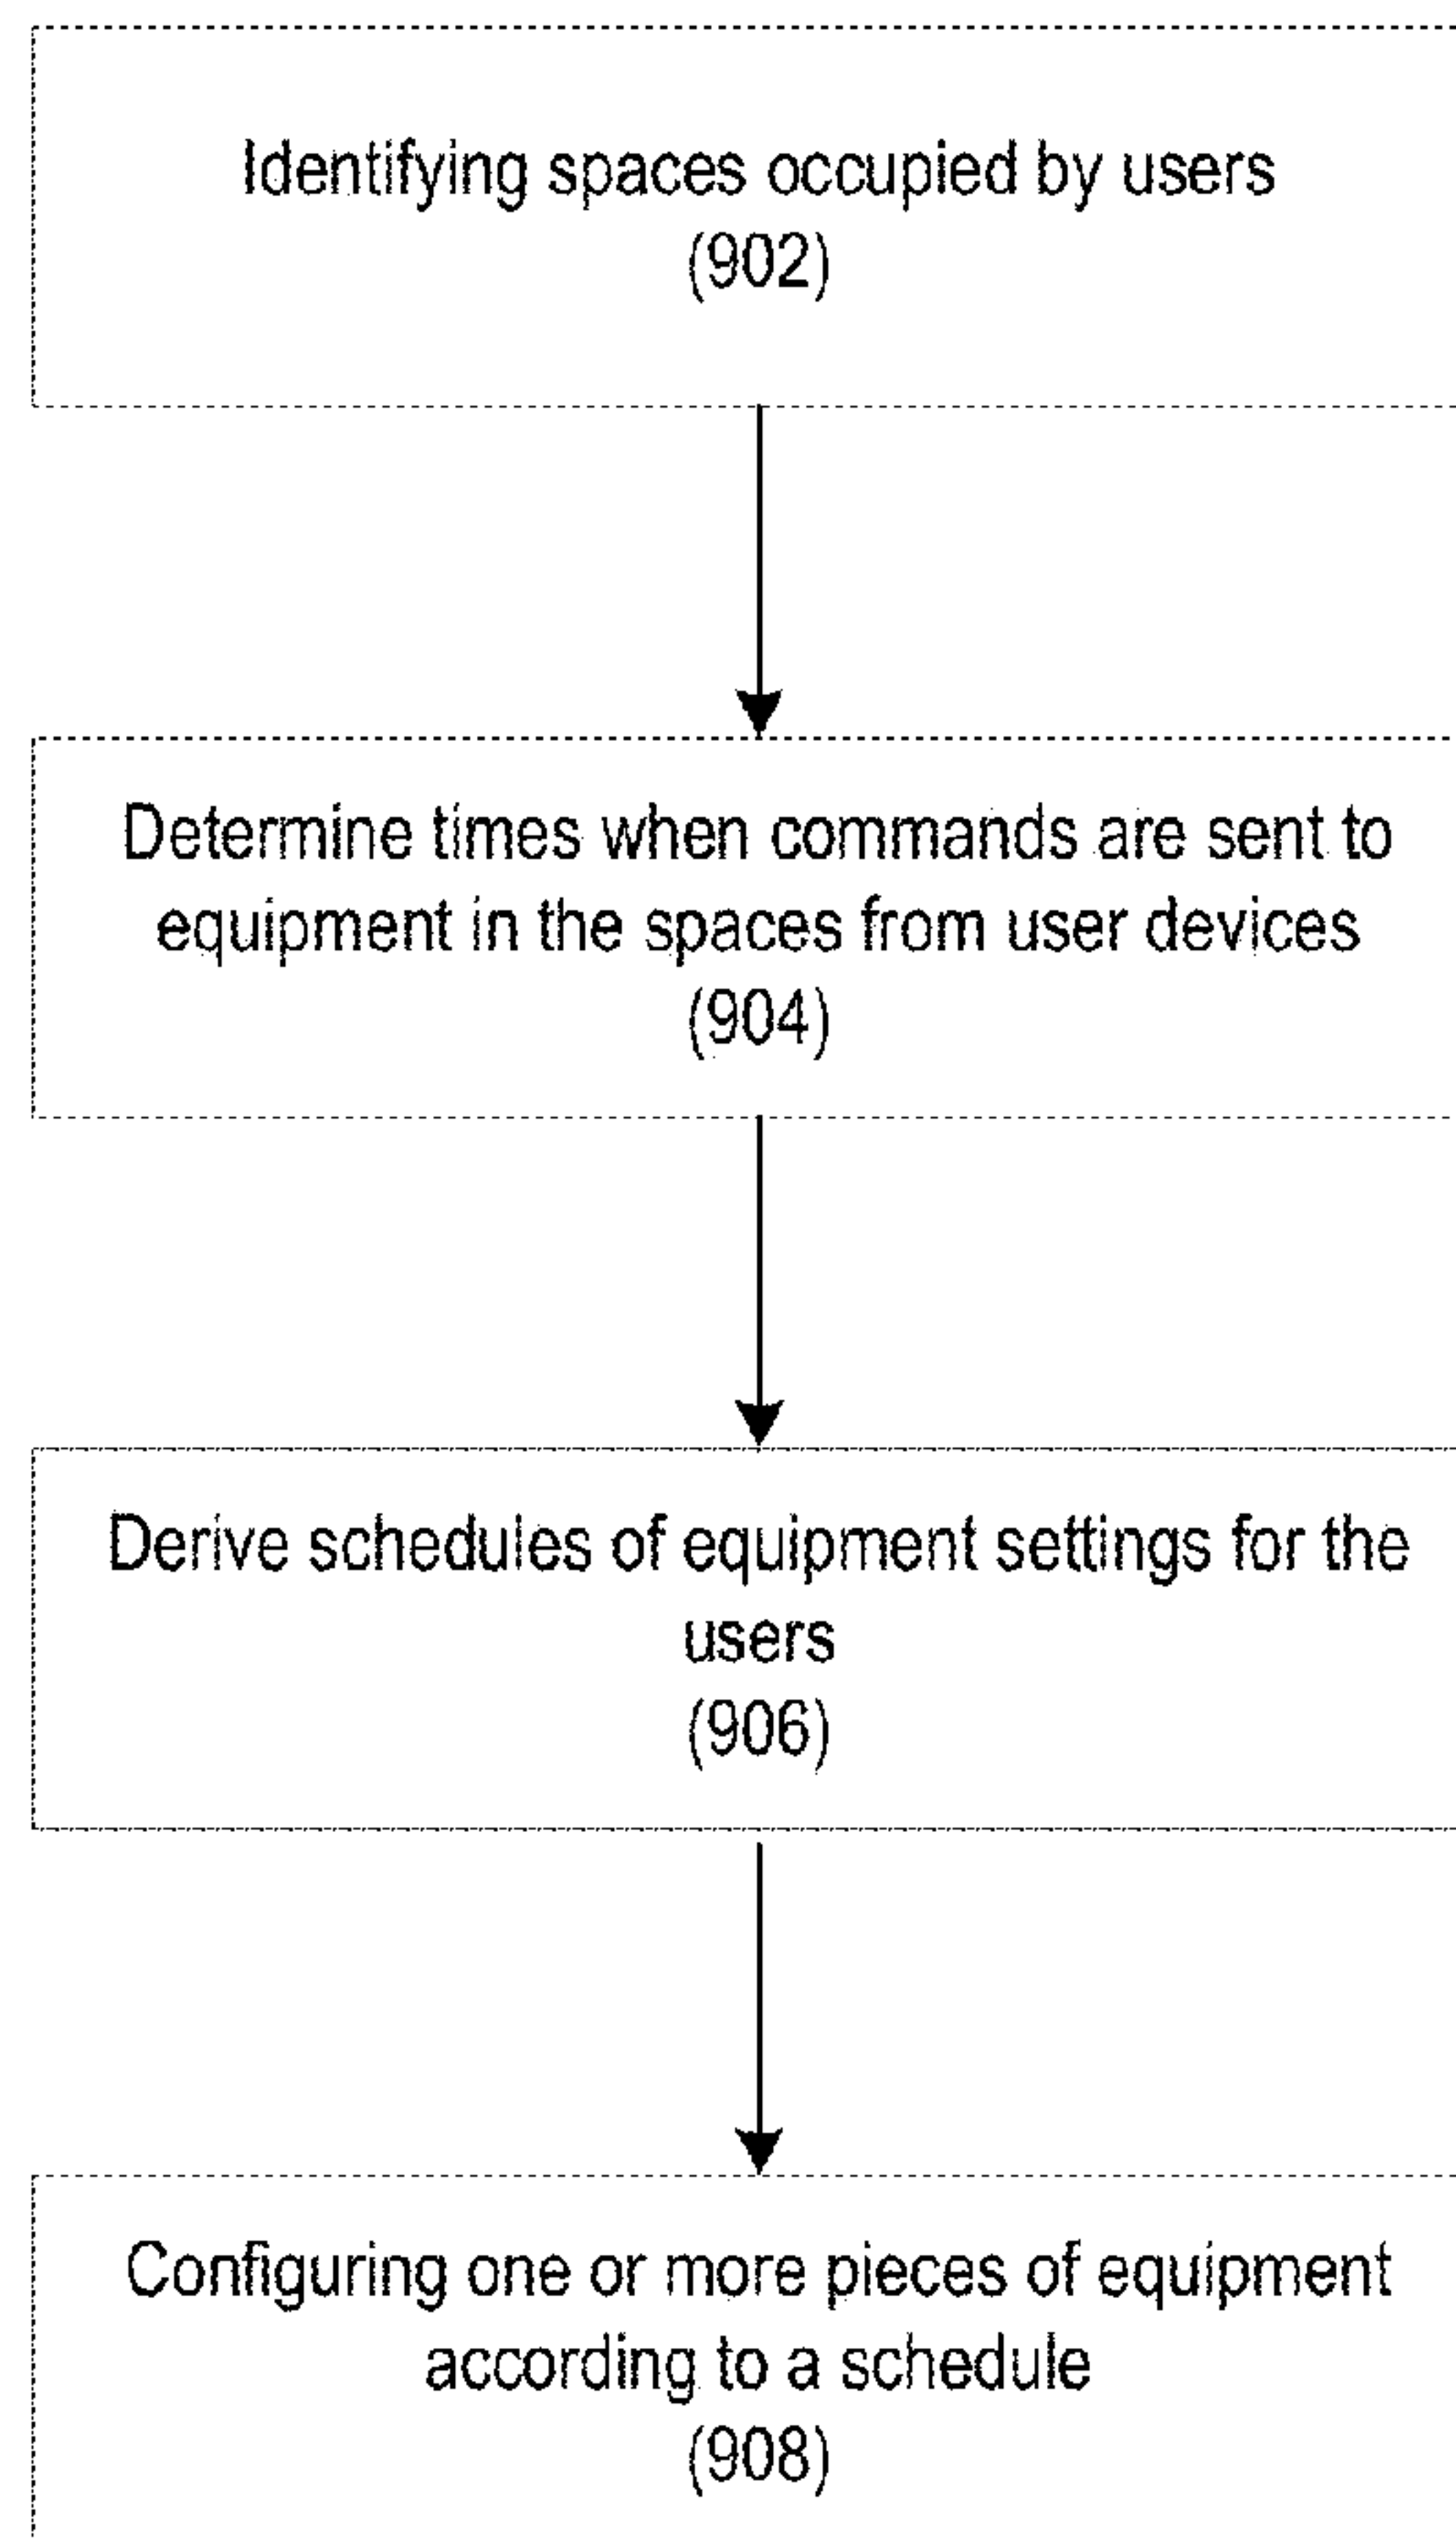 Identifying spaces occupied by users
(902)
Determine times when commands are sent to
equipment in the spaces from user devices
(904)
Derive schedules of equipment settings for the
users
(906)
Configuring one or more pieces of equipment
according to a schedule
(908)